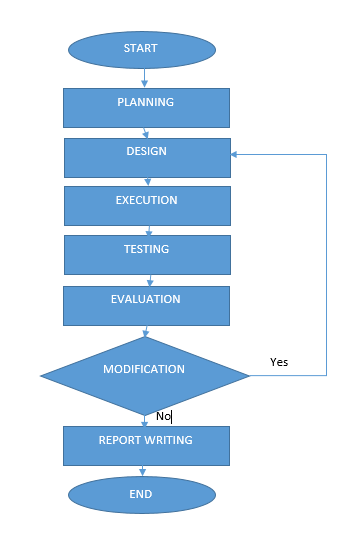 START
PLANNING
DESIGN
EXECUTION
TESTING
EVALUATION
MODIFICATION
Yes
No
REPORT WRITING
END